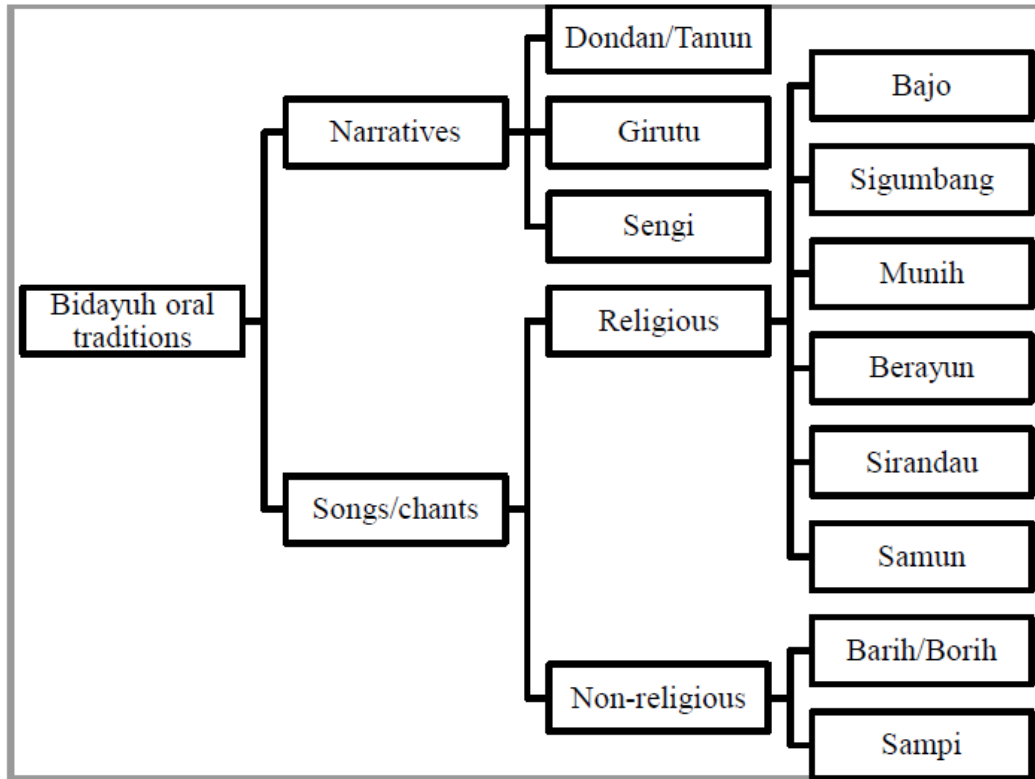 Bidayuh oral
traditions
Narratives
Dondan/Tanun
Girutu
Sengi
Songs/chants
Religious
Bajo
Sigumbang
Munih
Berayun
Sirandau
Samun
Non-religious
Barih/Borih
Sampi